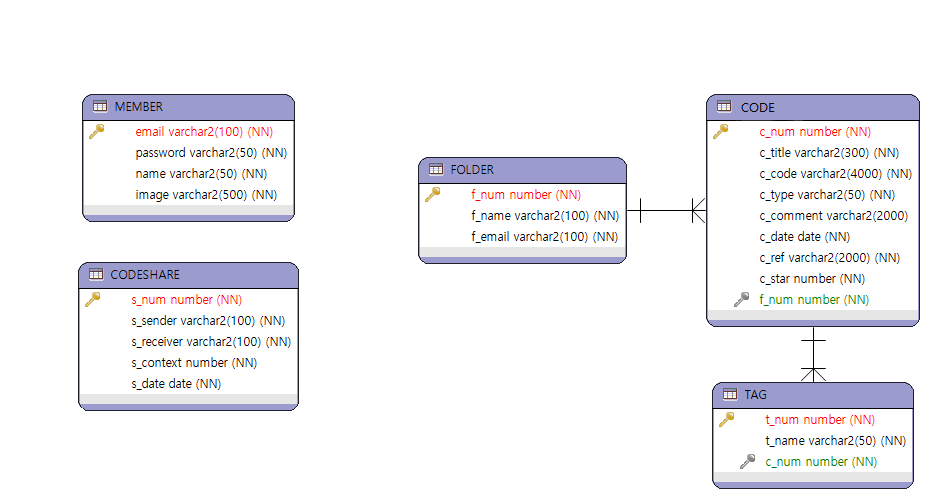 MEMBER
email varchar2(100) (NN)
password varchar2(50) (NN)
name varchar2(50) (NN)
image varchar2(500) (NN)
CODESHARE
s_num number (NN)
s_sender varchar2(100) (NN)
s_receiver varchar2(100) (NN)
s_context number (NN)
s_date date (NN)
FOLDER
f_num number (NN)
f_name varchar2(100) (NN)
f_email varchar2(100) (NN)
CODE
c_num number (NN)
c_title varchar2(300) (NN)
c_code varchar2(4000) (NN)
c_type varchar2(50) (NN)
c_comment varchar2(2000)
c_date date (NN)
c_ref varchar2(2000) (NN)
c_star number (NN)
f_num number (NN)
TAG
t_num number (NN)
t_name varchar2(50) (NN)
c_num number (NN)